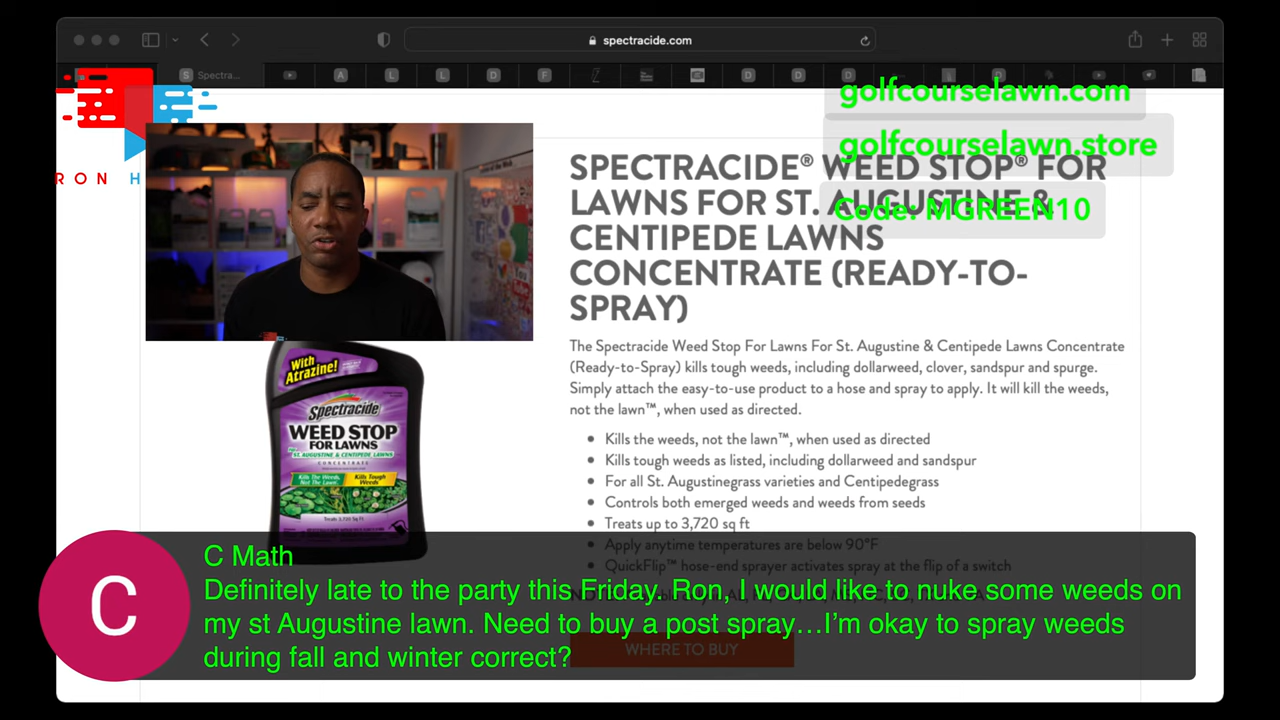 spectracide.com
S Spectra...
A
L
L
D
F
D
D
D
golfcourselawn.com
golfcourselawn.store
Code: MGREEN10
RON H
SPECTRACIDE® WEED STOP® FOR
LAWNS FOR ST. AUGUSTINE &
CENTIPEDE LAWNS
CONCENTRATE (READY-TO-
SPRAY)
The Spectracide Weed Stop For Lawns For St. Augustine & Centipede Lawns Concentrate
(Ready-to-Spray) kills tough weeds, including dollarweed, clover, sandspur and spurge.
Simply attach the easy-to-use product to a hose and spray to apply. It will kill the weeds,
not the lawn™, when used as directed.
• Kills the weeds, not the lawn™, when used as directed
• Kills tough weeds as listed, including dollarweed and sandspur
• For all St. Augustinegrass varieties and Centipedegrass
• Controls both emerged weeds and weeds from seeds
• Treats up to 3,720 sq ft
• Apply anytime temperatures are below 90°F
• QuickFlip™ hose-end sprayer activates spray at the flip of a switch
WHERE TO BUY
With
Atrazine!
Spectracide
WEED STOP
FOR LAWNS
ST. AUGUSTINE & CENTIPEDE LAWNS
CONCENTRATE
Kills The Weeds,
Not The Lawn.
Kills Tough
Weeds
Treats 3,720 Sq Ft
C
C Math
Definitely late to the party this Friday. Ron, I would like to nuke some weeds on
my st Augustine lawn. Need to buy a post spray...I'm okay to spray weeds
during fall and winter correct?